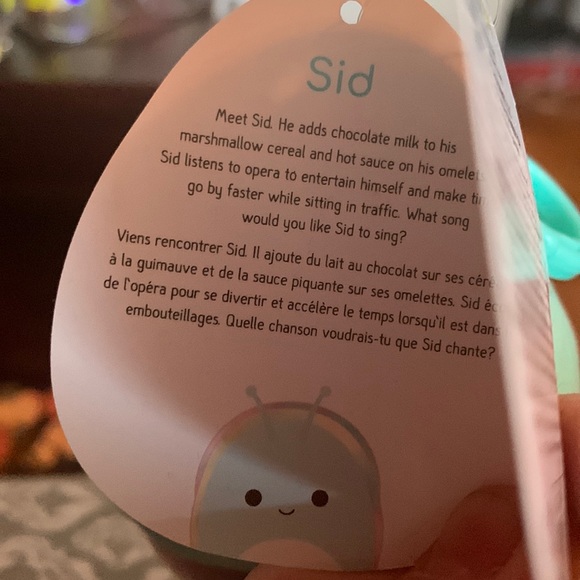 Sid
Meet Sid. He adds chocolate milk to his
marshmallow cereal and hot sauce on his
Sid listens to opera to entertain himself and make
go by faster while sitting in traffic. What song
would you like Sid to sing?
Viens rencontrer Sid. Il ajoute du lait au chocolat sur ses
à la guimauve et de la sauce piquante sur ses omelettes. Sid
de l'opéra pour se divertir et accélère le temps lorsqu'il est dans
embouteillages. Quelle chanson voudrais-tu que Sid chante?